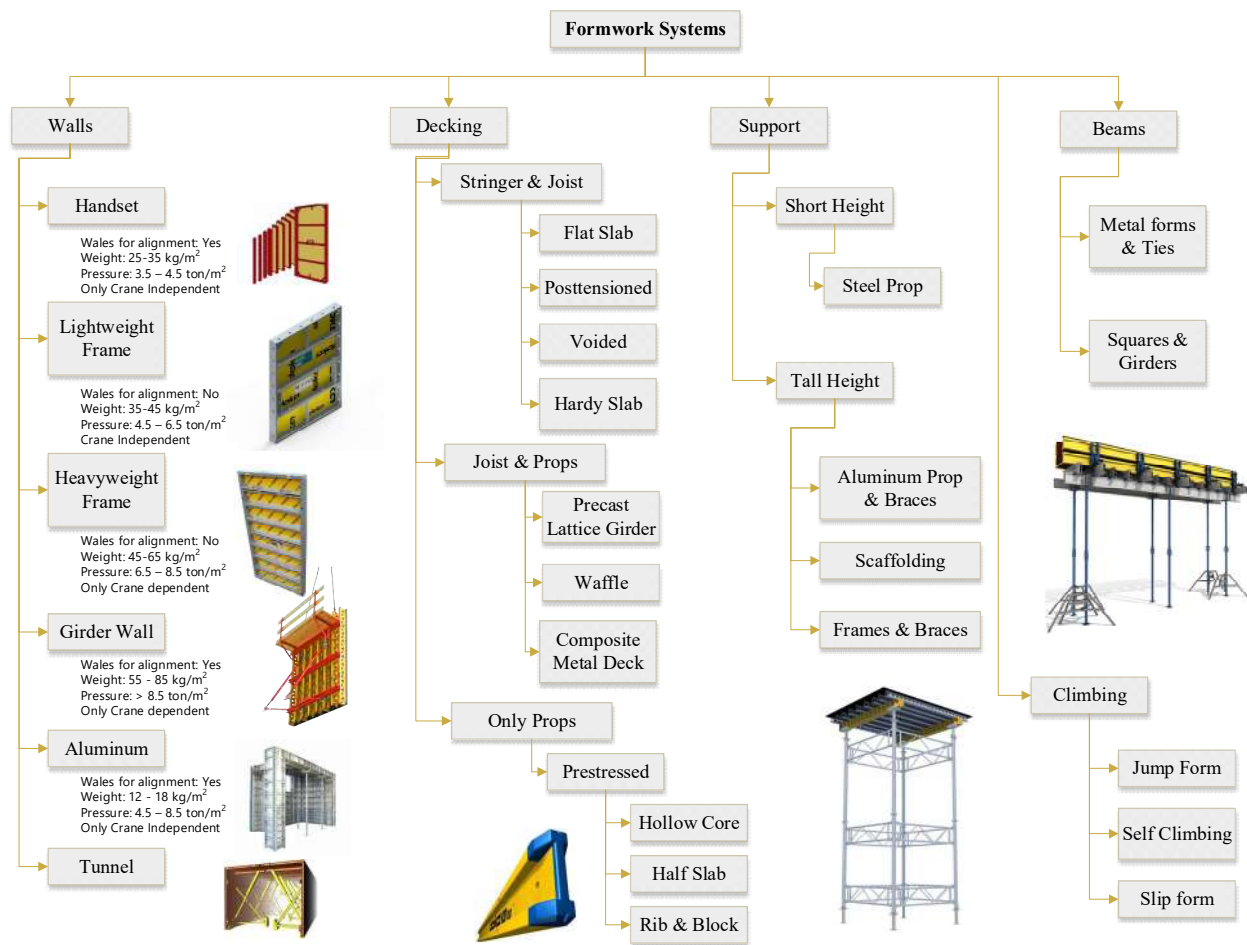 Formwork Systems
Walls
Handset
Wales for alignment: Yes
Weight: 25-35 kg/m²
Pressure: 3.5 – 4.5 ton/m²
Only Crane Independent
Lightweight
Frame
Wales for alignment: No
Weight: 35-45 kg/m²
Pressure: 4.5 – 6.5 ton/m²
Crane Independent
Heavyweight
Frame
Wales for alignment: No
Weight: 45-65 kg/m²
Pressure: 6.5 – 8.5 ton/m²
Only Crane dependent
Girder Wall
Wales for alignment: Yes
Weight: 55 - 85 kg/m²
Pressure: > 8.5 ton/m²
Only Crane dependent
Aluminum
Wales for alignment: Yes
Weight: 12 - 18 kg/m²
Pressure: 4.5 – 8.5 ton/m²
Only Crane Independent
Tunnel
Decking
Stringer & Joist
Flat Slab
Posttensioned
Voided
Hardy Slab
Joist & Props
Precast
Lattice Girder
Waffle
Composite
Metal Deck
Only Props
Prestressed
Hollow Core
Half Slab
Rib & Block
Support
Short Height
Steel Prop
Tall Height
Aluminum Prop
& Braces
Scaffolding
Frames & Braces
Beams
Metal forms
& Ties
Squares &
Girders
Climbing
Jump Form
Self Climbing
Slip form